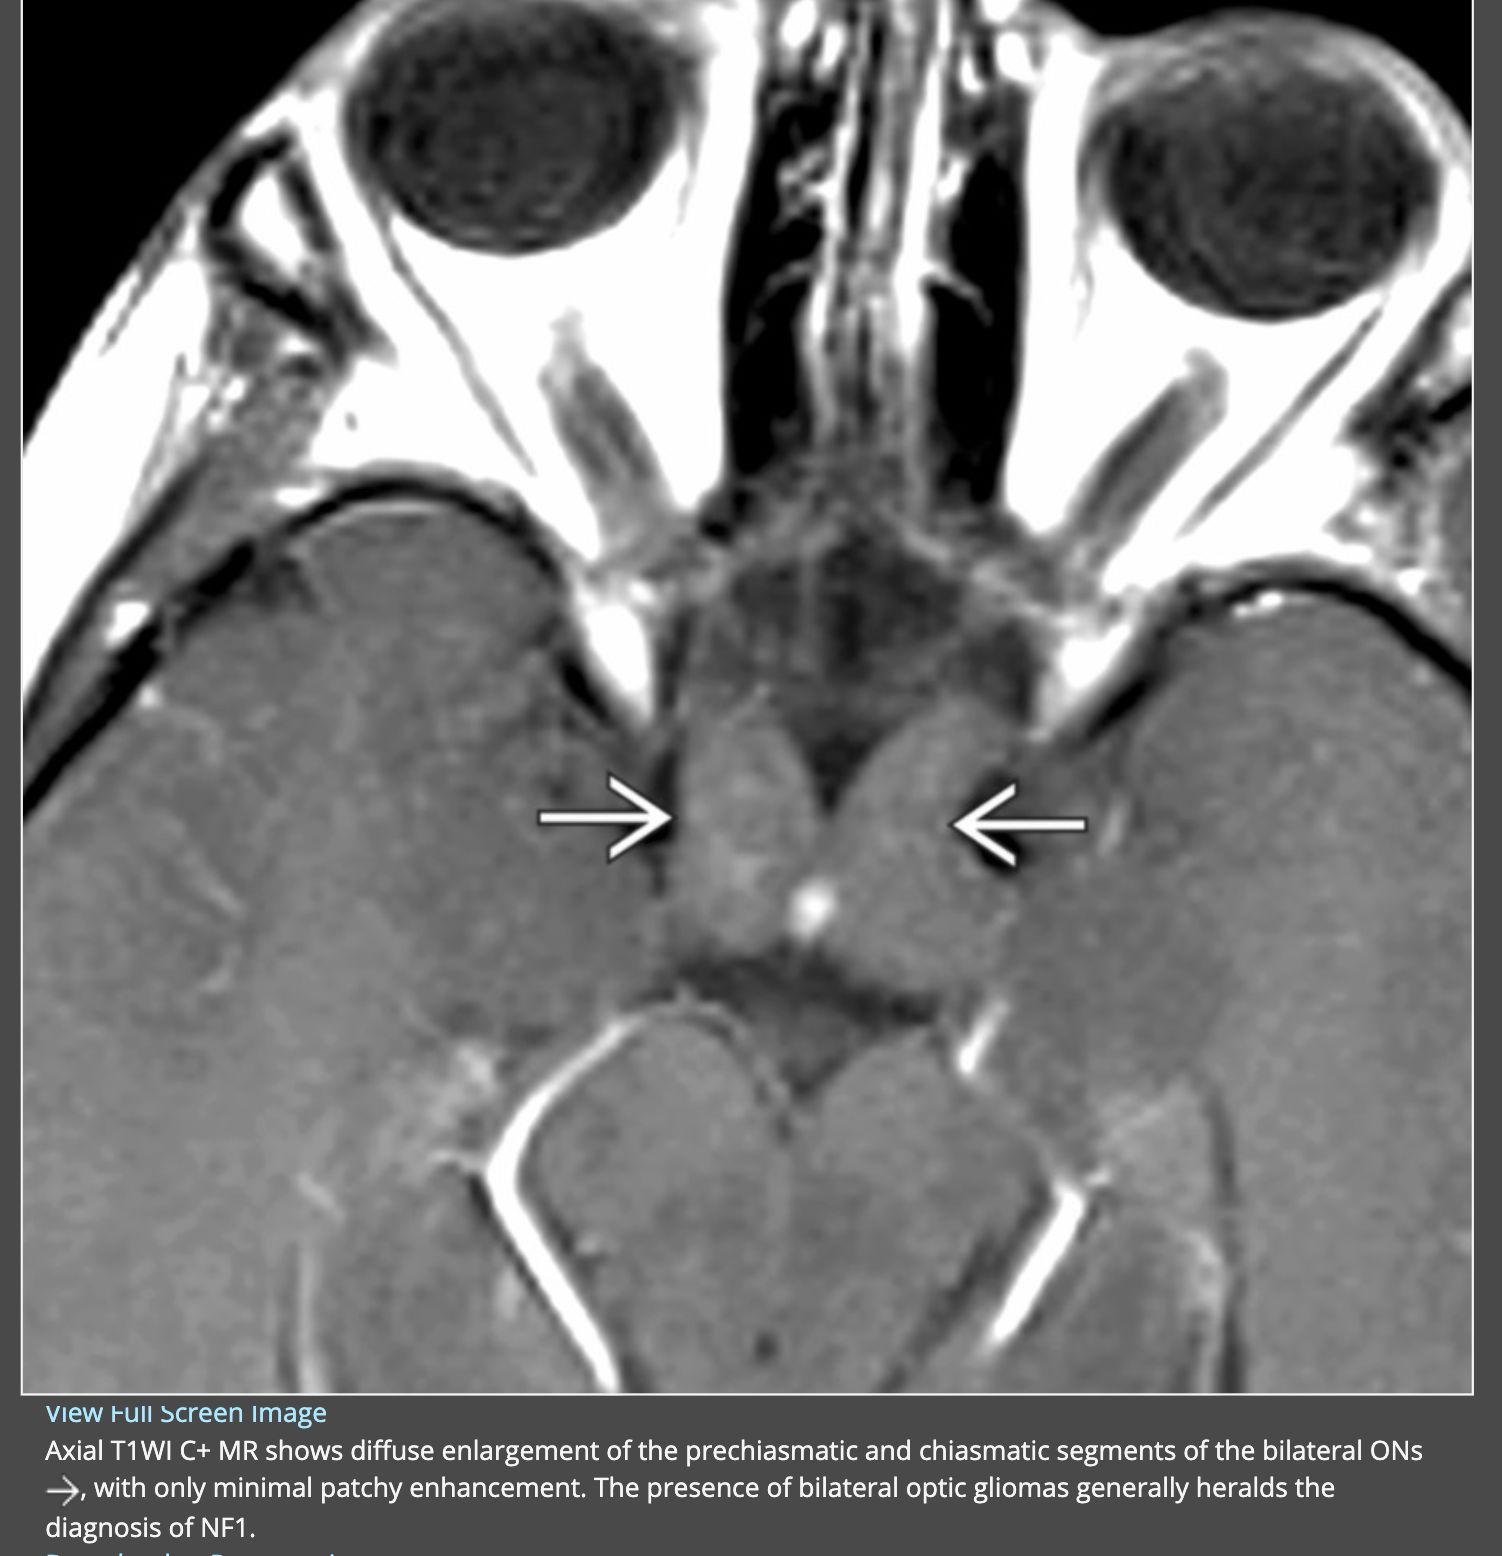 View Full Screen Image
Axial T1WI C+ MR shows diffuse enlargement of the prechiasmatic and chiasmatic segments of the bilateral ONs
→, with only minimal patchy enhancement. The presence of bilateral optic gliomas generally heralds the
diagnosis of NF1.